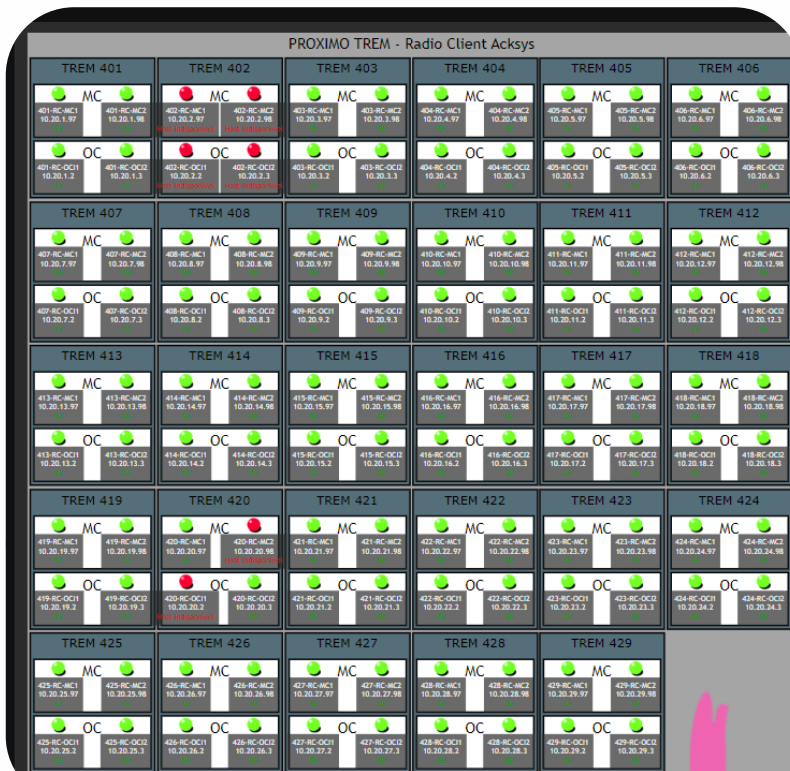 PROXIMO TREM - Radio Client Acksys
TREM 401 TREM 402 TREM 403 TREM 404 TREM 405 TREM 406
MC MC MC MC MC MC
401-RC-MC1 401-RC-MC2 402-RC-MC1 402-RC-MC2 403-RC-MC1 403-RC-MC2 404-RC-MC1 404-RC-MC2 405-RC-MC1 405-RC-MC2 406-RC-MC1 406-RC-MC2
10.20.1.97 10.20.1.98 10.20.2.97 10.20.2.98 10.20.3.97 10.20.3.98 10.20.4.97 10.20.4.98 10.20.5.97 10.20.5.98 10.20.6.97 10.20.6.98
OC OC OC OC OC OC
401-RC-OCI1 401-RC-OCI2 402-RC-OCI1 402-RC-OCI2 403-RC-OCI1 403-RC-OCI2 404-RC-OCI1 404-RC-OCI2 405-RC-OCI1 405-RC-OCI2 406-RC-OCI1 406-RC-OCI2
10.20.1.2 10.20.1.3 10.20.2.2 10.20.2.3 10.20.3.2 10.20.3.3 10.20.4.2 10.20.4.3 10.20.5.2 10.20.5.3 10.20.6.2 10.20.6.3
TREM 407 TREM 408 TREM 409 TREM 410 TREM 411 TREM 412
MC MC MC MC MC MC
407-RC-MC1 407-RC-MC2 408-RC-MC1 408-RC-MC2 409-RC-MC1 409-RC-MC2 410-RC-MC1 410-RC-MC2 411-RC-MC1 411-RC-MC2 412-RC-MC1 412-RC-MC2
10.20.7.97 10.20.7.98 10.20.8.97 10.20.8.98 10.20.9.97 10.20.9.98 10.20.10.97 10.20.10.98 10.20.11.97 10.20.11.98 10.20.12.97 10.20.12.98
OC OC OC OC OC OC
407-RC-OCI1 407-RC-OCI2 408-RC-OCI1 408-RC-OCI2 409-RC-OCI1 409-RC-OCI2 410-RC-OCI1 410-RC-OCI2 411-RC-OCI1 411-RC-OCI2 412-RC-OCI1 412-RC-OCI2
10.20.7.2 10.20.7.3 10.20.8.2 10.20.8.3 10.20.9.2 10.20.9.3 10.20.10.2 10.20.10.3 10.20.11.2 10.20.11.3 10.20.12.2 10.20.12.3
TREM 413 TREM 414 TREM 415 TREM 416 TREM 417 TREM 418
MC MC MC MC MC MC
413-RC-MC1 413-RC-MC2 414-RC-MC1 414-RC-MC2 415-RC-MC1 415-RC-MC2 416-RC-MC1 416-RC-MC2 417-RC-MC1 417-RC-MC2 418-RC-MC1 418-RC-MC2
10.20.13.97 10.20.13.98 10.20.14.97 10.20.14.98 10.20.15.97 10.20.15.98 10.20.16.97 10.20.16.98 10.20.17.98 10.20.17.98 10.20.18.97 10.20.18.98
OC OC OC OC OC OC
413-RC-OCI1 413-RC-OCI2 414-RC-OCI1 414-RC-OCI2 415-RC-OCI1 415-RC-OCI2 416-RC-OCI1 416-RC-OCI2 417-RC-OCI1 417-RC-OCI2 418-RC-OCI1 418-RC-OCI2
10.20.13.2 10.20.13.3 10.20.14.2 10.20.14.3 10.20.15.2 10.20.15.3 10.20.16.2 10.20.16.3 10.20.17.2 10.20.17.3 10.20.18.2 10.20.18.3
TREM 419 TREM 420 TREM 421 TREM 422 TREM 423 TREM 424
MC MC MC MC MC MC
419-RC-MC1 419-RC-MC2 420-RC-MC1 420-RC-MC2 421-RC-MC1 421-RC-MC2 422-RC-MC1 422-RC-MC2 423-RC-MC1 423-RC-MC2 424-RC-MC1 424-RC-MC2
10.20.19.97 10.20.19.98 10.20.20.97 10.20.20.98 10.20.21.97 10.20.21.98 10.20.22.97 10.20.22.98 10.20.23.97 10.20.23.98 10.20.24.97 10.20.24.98
OC OC OC OC OC OC
419-RC-OCI1 419-RC-OCI2 420-RC-OCI1 420-RC-OCI2 421-RC-OCI1 421-RC-OCI2 422-RC-OCI1 422-RC-OCI2 423-RC-OCI1 423-RC-OCI2 424-RC-OCI1 424-RC-OCI2
10.20.19.2 10.20.19.3 10.20.20.2 10.20.20.3 10.20.21.2 10.20.21.3 10.20.22.2 10.20.22.3 10.20.23.2 10.20.23.3 10.20.24.2 10.20.24.3
TREM 425 TREM 426 TREM 427 TREM 428 TREM 429
MC MC MC MC MC
425-RC-MC1 425-RC-MC2 426-RC-MC1 426-RC-MC2 427-RC-MC1 427-RC-MC2 428-RC-MC1 428-RC-MC2 429-RC-MC1 429-RC-MC2
10.20.25.97 10.20.25.98 10.20.26.97 10.20.26.98 10.20.27.97 10.20.27.98 10.20.28.97 10.20.28.98 10.20.29.97 10.20.29.98
OC OC OC OC OC
425-RC-OCI1 425-RC-OCI2 426-RC-OCI1 426-RC-OCI2 427-RC-OCI1 427-RC-OCI2 428-RC-OCI1 428-RC-OCI2 429-RC-OCI1 429-RC-OCI2
10.20.25.2 10.20.25.3 10.20.26.2 10.20.26.3 10.20.27.2 10.20.27.3 10.20.28.2 10.20.28.3 10.20.29.2 10.20.29.3